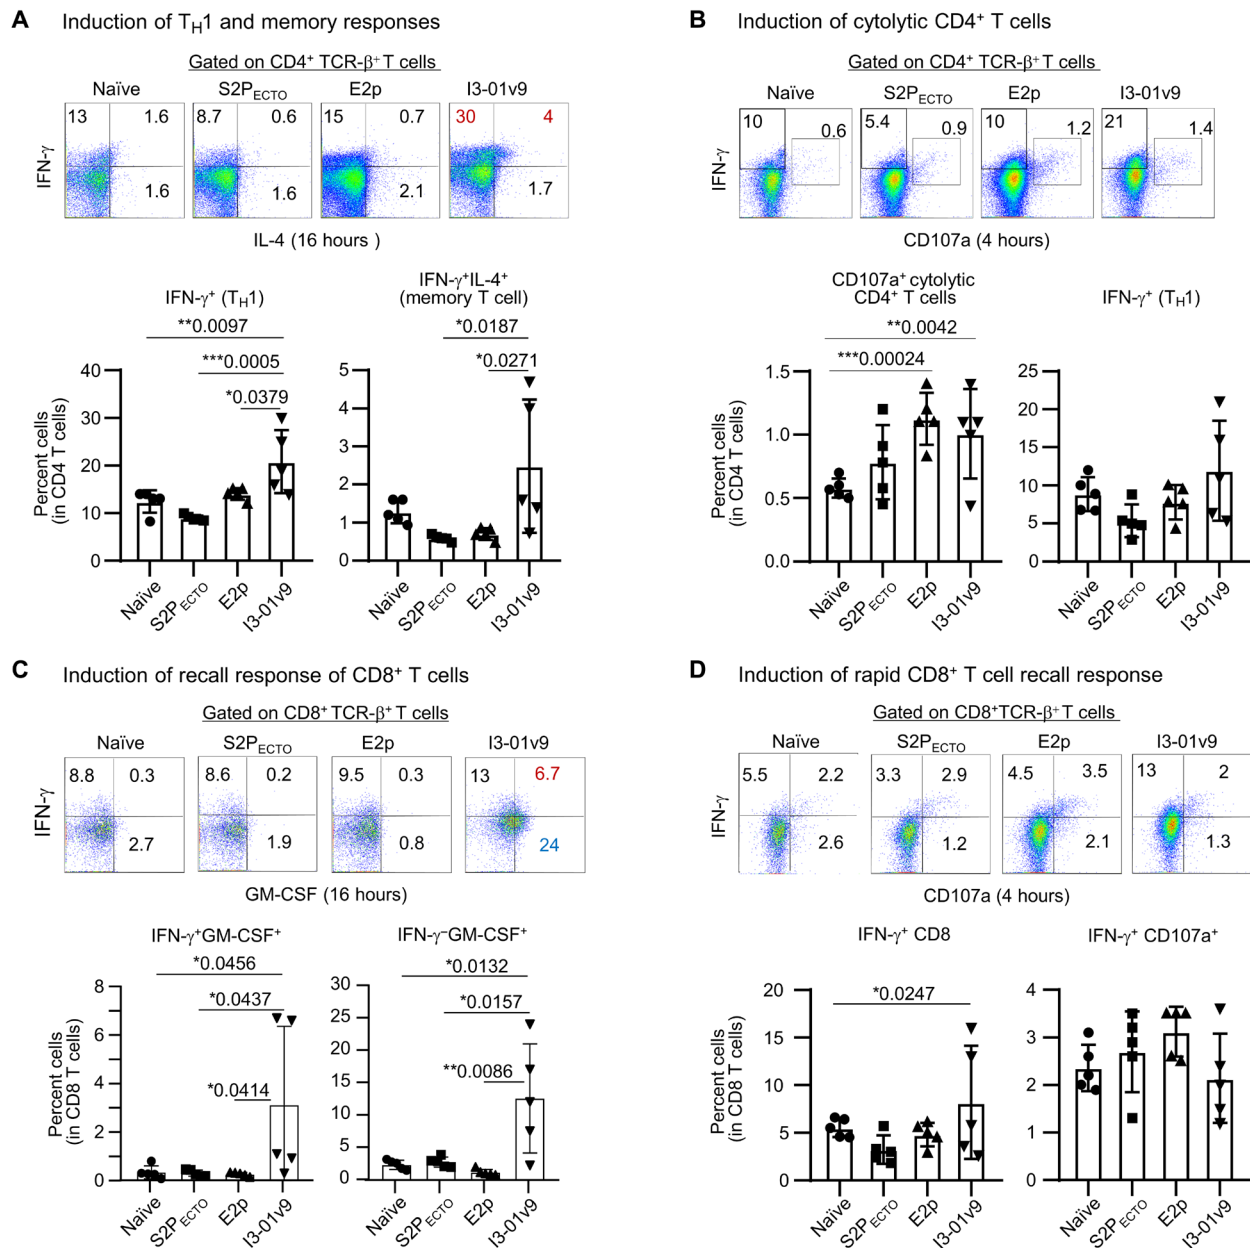 A Induction of TH1 and memory responses
Gated on CD4+ TCR-β+ T cells
Naïve S2PECTO E2p I3-01v9
13 1.6 8.7 0.6 15 0.7 30 4
IFN-γ
1.6 1.6 2.1 1.7
IL-4 (16 hours )
IFN-γ+ (TH1)
**0.0097
***0.0005
*0.0379
Percent cells
(in CD4 T cells)
40
30
20
10
0
Naïve S2PECTO E2p I3-01v9
IFN-γ+IL-4+
(memory T cell)
*0.0187
*0.0271
5
4
3
2
1
0
Naïve S2PECTO E2p I3-01v9
B Induction of cytolytic CD4+ T cells
Gated on CD4+ TCR-β+ T cells
Naïve S2PECTO E2p I3-01v9
10 0.6 5.4 0.9 10 1.2 21 1.4
IFN-γ
CD107a (4 hours)
CD107a+ cytolytic
CD4+ T cells
**0.0042
***0.00024
Percent cells
(in CD4 T cells)
1.5
1.0
0.5
0.0
Naïve S2PECTO E2p I3-01v9
IFN-γ+ (TH1)
25
20
15
10
5
0
Naïve S2PECTO E2p I3-01v9
C Induction of recall response of CD8+ T cells
Gated on CD8+ TCR-β+ T cells
Naïve S2PECTO E2p I3-01v9
8.8 0.3 8.6 0.2 9.5 0.3 13 6.7
IFN-γ
2.7 1.9 0.8 24
GM-CSF (16 hours)
IFN-γ+GM-CSF+
*0.0456
*0.0437
*0.0414
Percent cells
(in CD8 T cells)
8
6
4
2
0
Naïve S2PECTO E2p I3-01v9
IFN-γ−GM-CSF+
*0.0132
*0.0157
**0.0086
30
25
20
15
10
5
0
Naïve S2PECTO E2p I3-01v9
D Induction of rapid CD8+ T cell recall response
Gated on CD8+TCR-β+T cells
Naïve S2PECTO E2p I3-01v9
5.5 2.2 3.3 2.9 4.5 3.5 13 2
IFN-γ
2.6 1.2 2.1 1.3
CD107a (4 hours)
IFN-γ+ CD8
*0.0247
Percent cells
(in CD8 T cells)
20
15
10
5
0
Naïve S2PECTO E2p I3-01v9
IFN-γ+ CD107a+
4
3
2
1
0
Naïve S2PECTO E2p I3-01v9